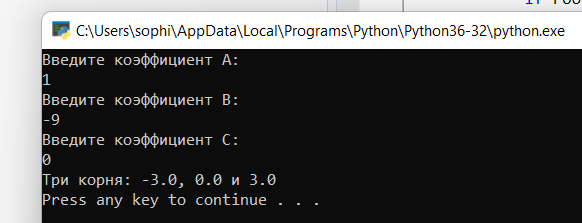 C:\Users\sophi\AppData\Local\Programs\Python\Python36-32\python.exe
Введите коэффициент A:
1
Введите коэффициент B:
-9
Введите коэффициент C:
0
Три корня: -3.0, 0.0 и 3.0
Press any key to continue . . .